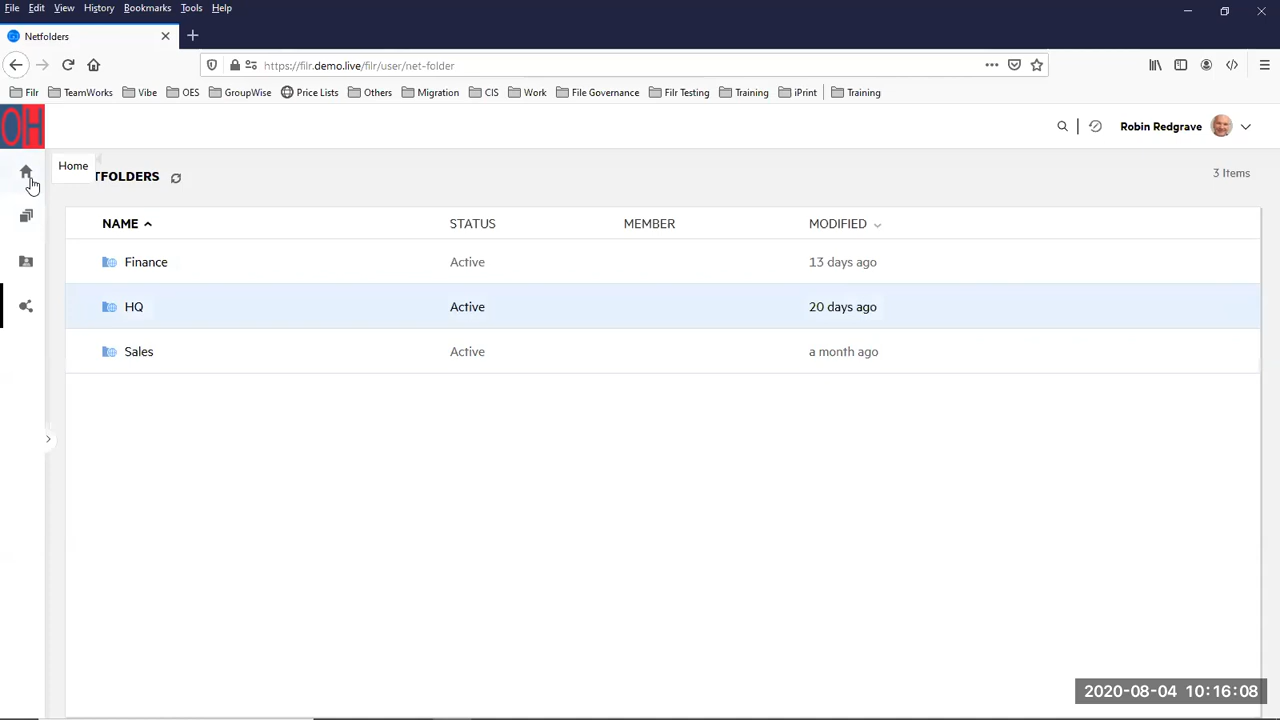 File Edit View History Bookmarks Tools Help
Netfolders
https://filr.demo.live/filr/user/net-folder
Filr TeamWorks Vibe OES GroupWise Price Lists Others Migration CIS Work File Governance Filr Testing Training iPrint Training
OH
Robin Redgrave
Home
TFOLDERS
3 Items
NAME STATUS MEMBER MODIFIED
Finance Active 13 days ago
HQ Active 20 days ago
Sales Active a month ago
2020-08-04 10:16:08